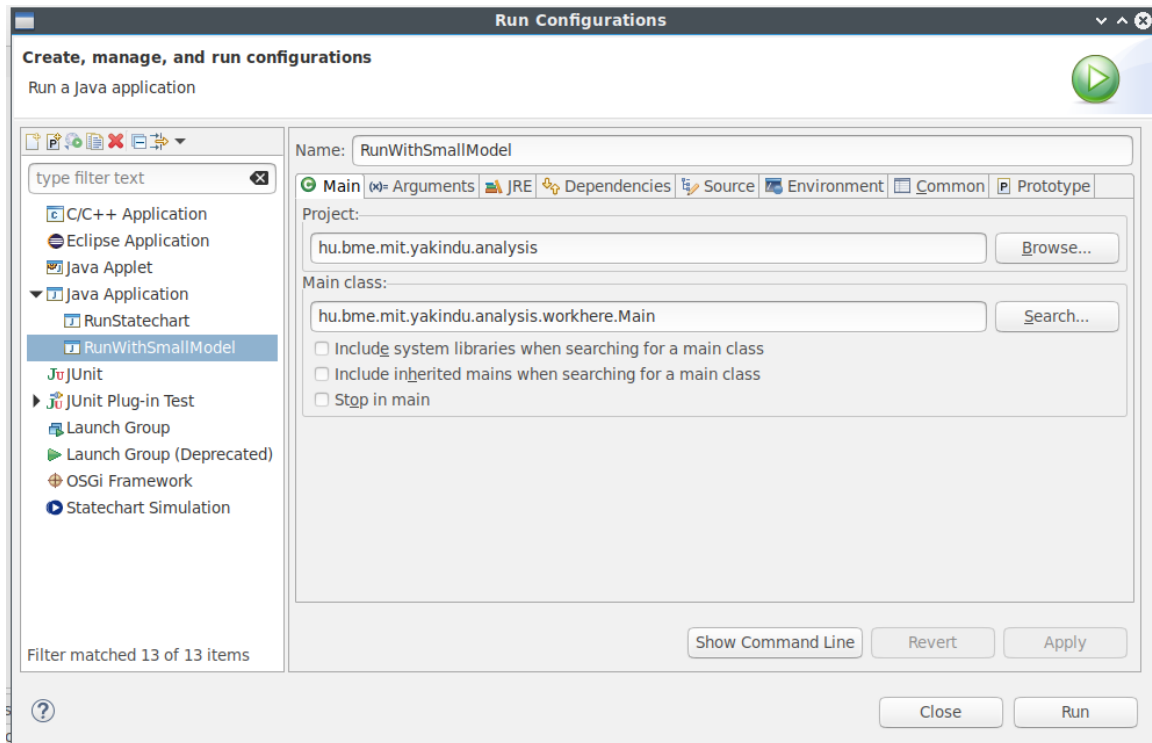 Run Configurations
Create, manage, and run configurations
Run a Java application
type filter text
C/C++ Application
Eclipse Application
Java Applet
Java Application
RunStatechart
RunWithSmallModel
JUnit
JUnit Plug-in Test
Launch Group
Launch Group (Deprecated)
OSGi Framework
Statechart Simulation
Filter matched 13 of 13 items
Name: RunWithSmallModel
Main (x)= Arguments JRE Dependencies Source Environment Common Prototype
Project:
hu.bme.mit.yakindu.analysis Browse...
Main class:
hu.bme.mit.yakindu.analysis.workhere.Main Search...
Include system libraries when searching for a main class
Include inherited mains when searching for a main class
Stop in main
Show Command Line Revert Apply
Close Run